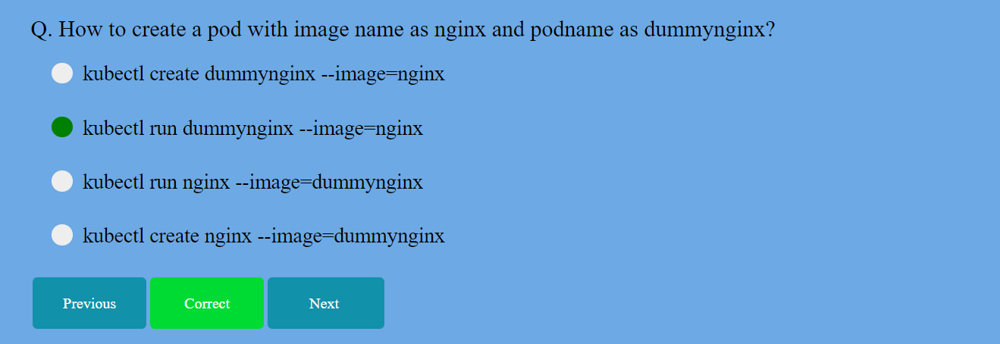 Q. How to create a pod with image name as nginx and podname as dummynginx?
kubectl create dummynginx --image=nginx
kubectl run dummynginx --image=nginx
kubectl run nginx --image=dummynginx
kubectl create nginx --image=dummynginx
Previous Correct Next